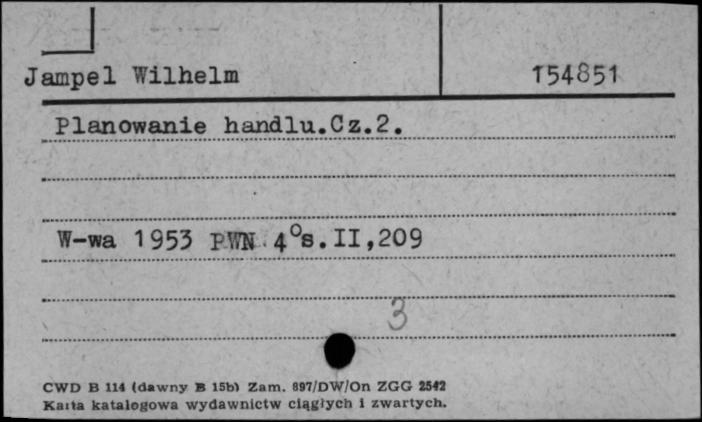 Jampel Wilhelm 154851
Planowanie handlu.Cz.2.
W-wa 1953 PWN 4°s.II,209
3
CWD B 114 (dawny B 15b) Zam. 897/DW/On ZGG 2542
Karta katalogowa wydawnictw ciągłych i zwartych.